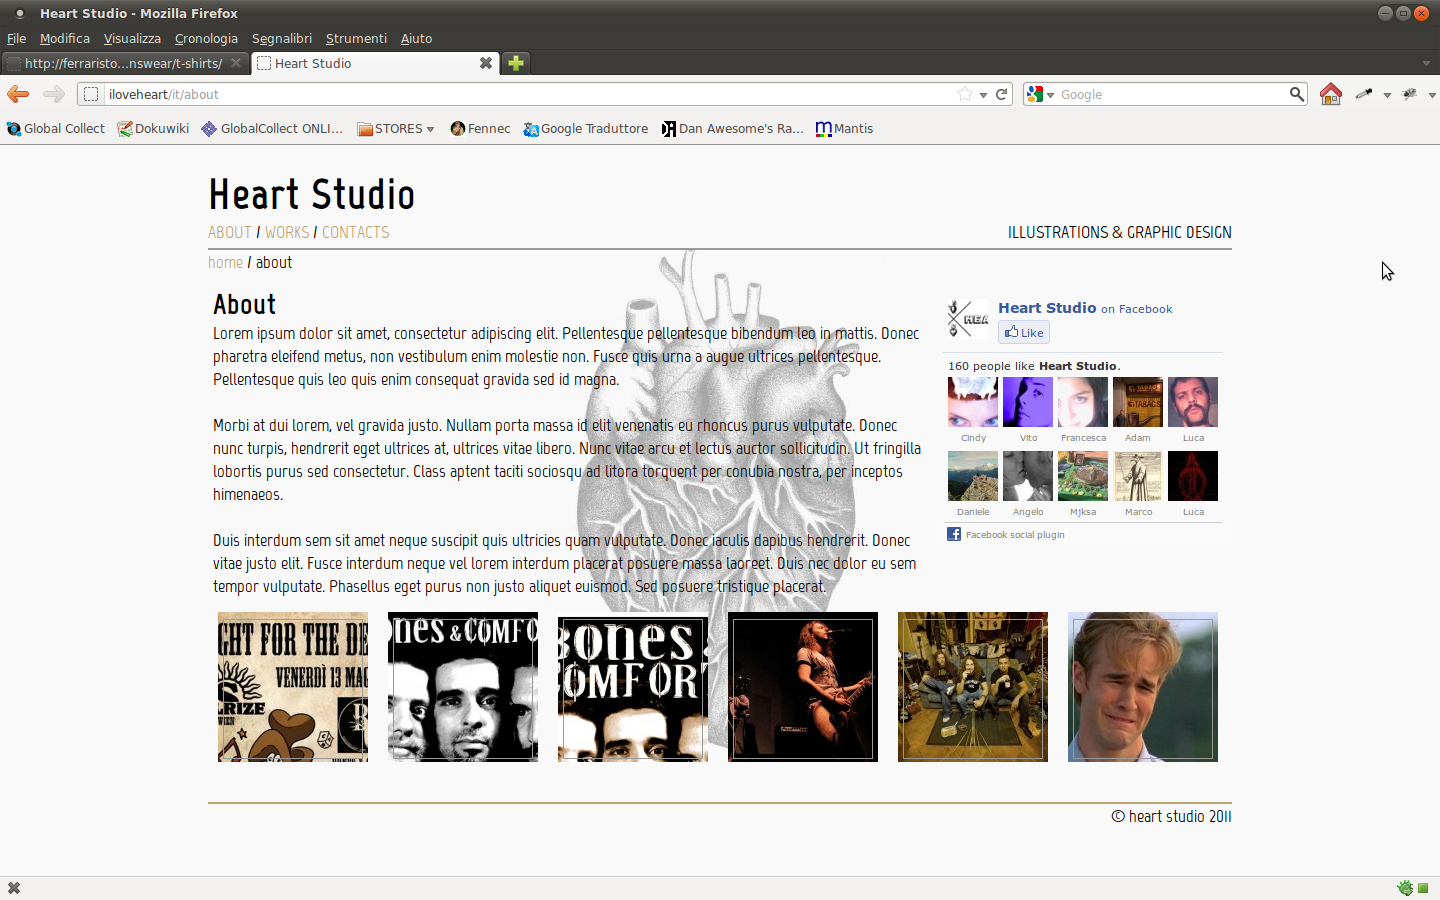 Heart Studio - Mozilla Firefox
File Modifica Visualizza Cronologia Segnalibri Strumenti Aiuto
http://ferraristo...nswear/t-shirts/ Heart Studio
iloveheart/it/about Google
Global Collect Dokuwiki GlobalCollect ONLI... STORES Fennec Google Traduttore Dan Awesome's Ra... Mantis
Heart Studio
ABOUT / WORKS / CONTACTS
ILLUSTRATIONS & GRAPHIC DESIGN
home / about
About
Lorem ipsum dolor sit amet, consectetur adipiscing elit. Pellentesque pellentesque bibendum leo in mattis. Donec
pharetra eleifend metus, non vestibulum enim molestie non. Fusce quis urna a augue ultrices pellentesque.
Pellentesque quis leo quis enim consequat gravida sed id magna.
Morbi at dui lorem, vel gravida justo. Nullam porta massa id elit venenatis eu rhoncus purus vulputate. Donec
nunc turpis, hendrerit eget ultrices at, ultrices vitae libero. Nunc vitae arcu et lectus auctor sollicitudin. Ut fringilla
lobortis purus sed consectetur. Class aptent taciti sociosqu ad litora torquent per conubia nostra, per inceptos
himenaeos.
Duis interdum sem sit amet neque suscipit quis ultricies quam vulputate. Donec iaculis dapibus hendrerit. Donec
vitae justo elit. Fusce interdum neque vel lorem interdum placerat posuere massa laoreet. Duis nec dolor eu sem
tempor vulputate. Phasellus eget purus non justo aliquet euismod. Sed posuere tristique placerat.
HEA
Heart Studio on Facebook
Like
160 people like Heart Studio.
TABACS
Cindy Vito Francesca Adam Luca
Daniele Angelo Mjksa Marco Luca
Facebook social plugin
GHT FOR THE DE
VENERDÌ 13 MAG
RIZE
NES & COMFO
BONES
OMFORT
© heart studio 2011